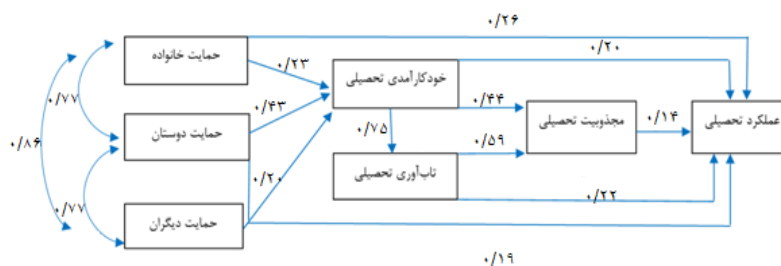 ۰/۲۶
حمایت خانواده
۰/۲۳
خودکارآمدی تحصیلی
۰/۲۰
۰/۷۷
۰/۴۳
۰/۴۴
حمایت دوستان
۰/۷۵
مجذوبیت تحصیلی
۰/۱۴
عملکرد تحصیلی
۰/۸۶
۰/۵۹
تاب‌آوری تحصیلی
۰/۲۰
۰/۲۲
۰/۷۷
حمایت دیگران
۰/۱۹